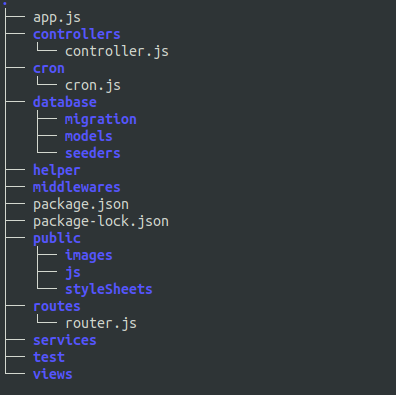 .
├── app.js
├── controllers
│   └── controller.js
├── cron
│   └── cron.js
├── database
│   ├── migration
│   ├── models
│   └── seeders
├── helper
├── middlewares
├── package.json
├── package-lock.json
├── public
│   ├── images
│   ├── js
│   └── styleSheets
├── routes
│   └── router.js
├── services
├── test
└── views